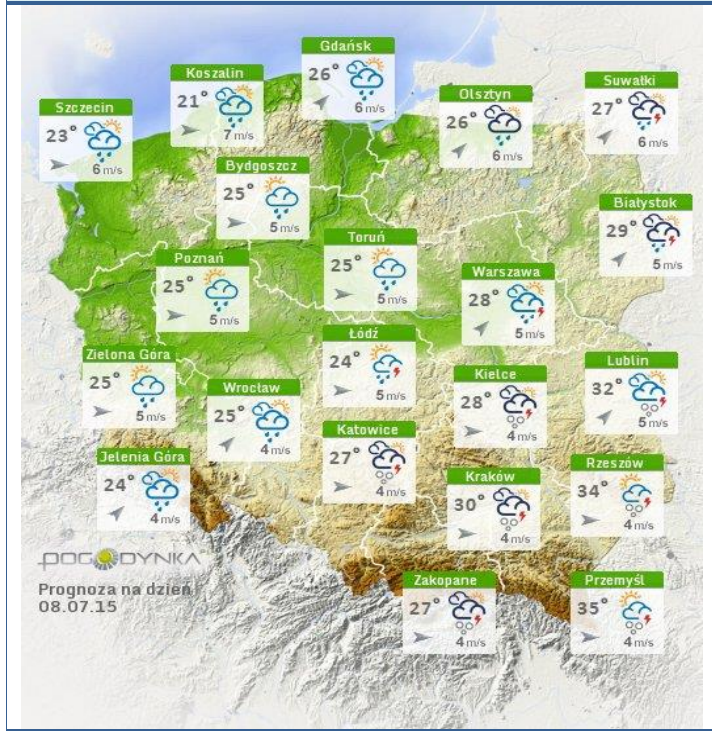 Gdańsk
26°
6 m/s
Koszalin
21°
7 m/s
Suwałki
27°
6 m/s
Olsztyn
26°
6 m/s
Szczecin
23°
6 m/s
Bydgoszcz
25°
5 m/s
Białystok
29°
5 m/s
Toruń
25°
5 m/s
Poznań
25°
5 m/s
Warszawa
28°
5 m/s
Łódź
24°
5 m/s
Zielona Góra
25°
5 m/s
Lublin
32°
5 m/s
Kielce
28°
4 m/s
Wrocław
25°
4 m/s
Katowice
27°
4 m/s
Jelenia Góra
24°
4 m/s
Rzeszów
34°
4 m/s
Kraków
30°
4 m/s
POGODYNKA
Prognoza na dzień
08.07.15
Zakopane
27°
4 m/s
Przemyśl
35°
4 m/s